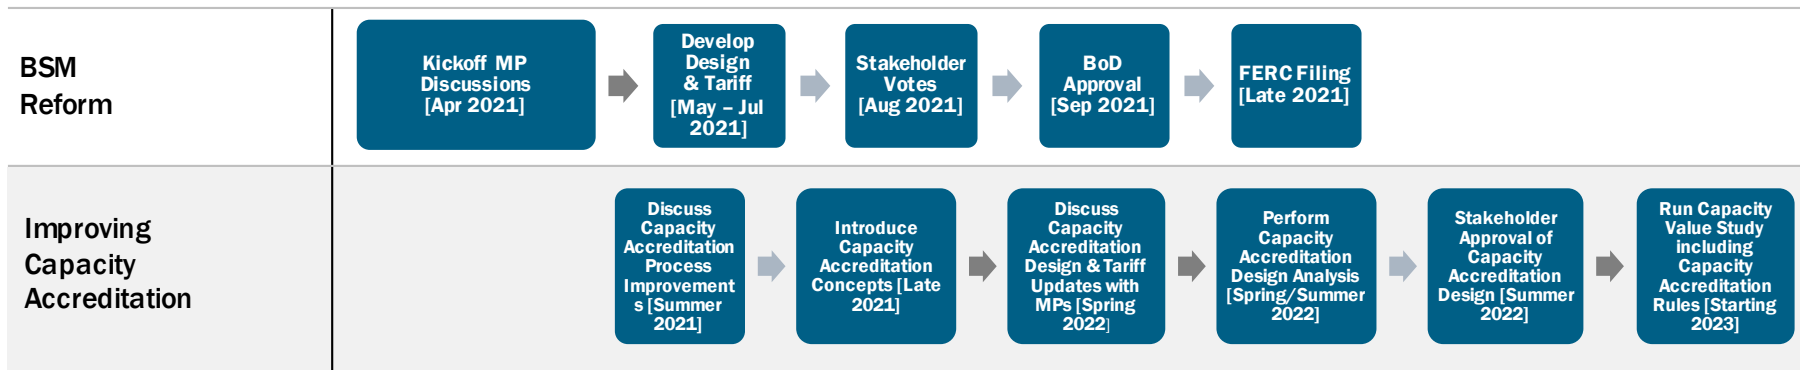 BSM
Reform
Kickoff MP
Discussions
[Apr 2021]
Develop
Design
& Tariff
[May – Jul
2021]
Stakeholder
Votes
[Aug 2021]
BoD
Approval
[Sep 2021]
FERC Filing
[Late 2021]
Improving
Capacity
Accreditation
Discuss
Capacity
Accreditation
Process
Improvement
s [Summer
2021]
Introduce
Capacity
Accreditation
Concepts [Late
2021]
Discuss
Capacity
Accreditation
Design & Tariff
Updates with
MPs [Spring
2022]
Perform
Capacity
Accreditation
Design Analysis
[Spring/Summer
2022]
Stakeholder
Approval of
Capacity
Accreditation
Design [Summer
2022]
Run Capacity
Value Study
including
Capacity
Accreditation
Rules [Starting
2023]